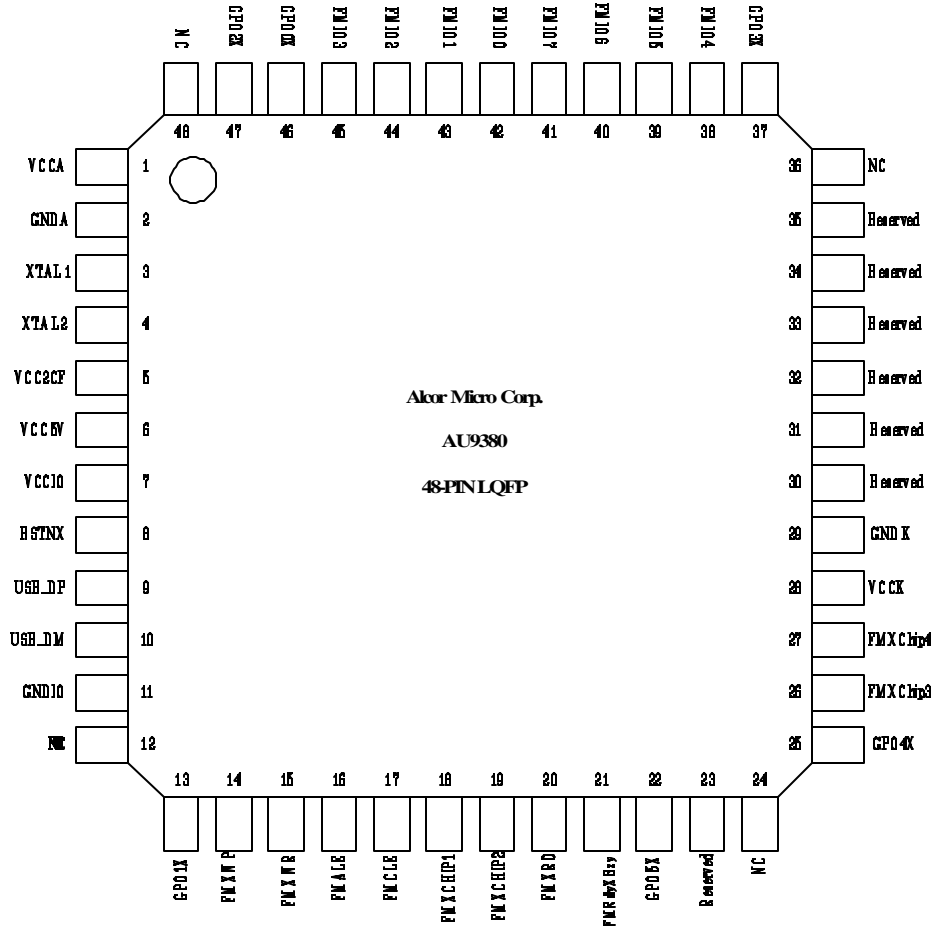 NC
GPO2X
GPO0X
FMIO3
FMIO2
FMIO1
FMIO0
FMIO7
FMIO6
FMIO5
FMIO4
GPO3X
48 47 46 45 44 43 42 41 40 39 38 37
VCCA 1 36 NC
GNDA 2 35 Reserved
XTAL1 3 34 Reserved
XTAL2 4 33 Reserved
VCC2CF 5 32 Reserved
VCC5V 6 31 Reserved
VCCIO 7 30 Reserved
RSTNX 8 29 GNDK
USB_DP 9 28 VCCK
USB_DM 10 27 FMXChip4
GNDIO 11 26 FMXChip3
12 25 GPO4X
Alcor Micro Corp.
AU9380
48-PIN LQFP
13 14 15 16 17 18 19 20 21 22 23 24
GPO1X
FMXWP
FMXWR
FMALE
FMCLE
FMXCHIP1
FMXCHIP2
FMXRD
FMRdyXBsy
GPO5X
Reserved
NC